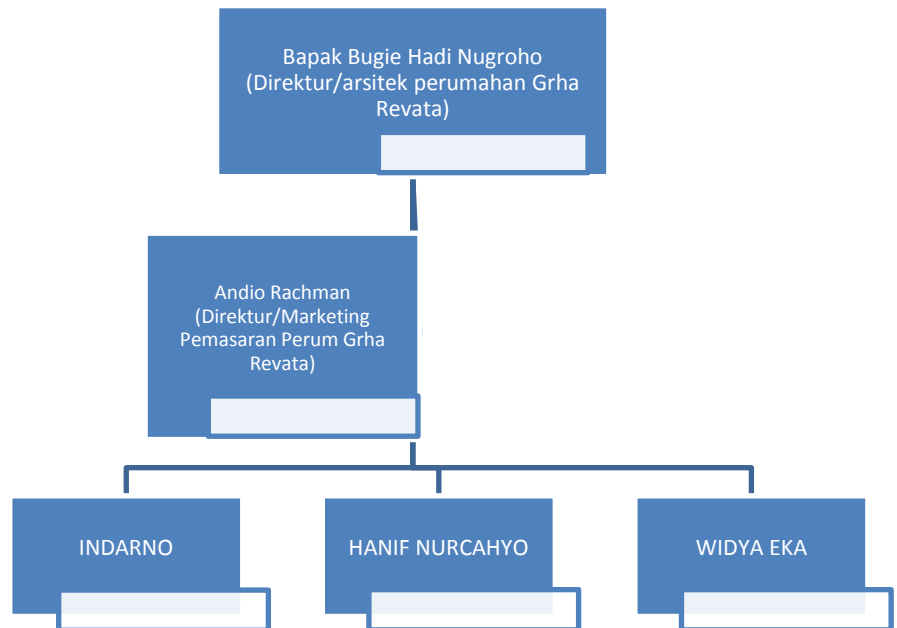 Bapak Bugie Hadi Nugroho
(Direktur/arsitek perumahan Grha
Revata)
Andio Rachman
(Direktur/Marketing
Pemasaran Perum Grha
Revata)
INDARNO
HANIF NURCAHYO
WIDYA EKA